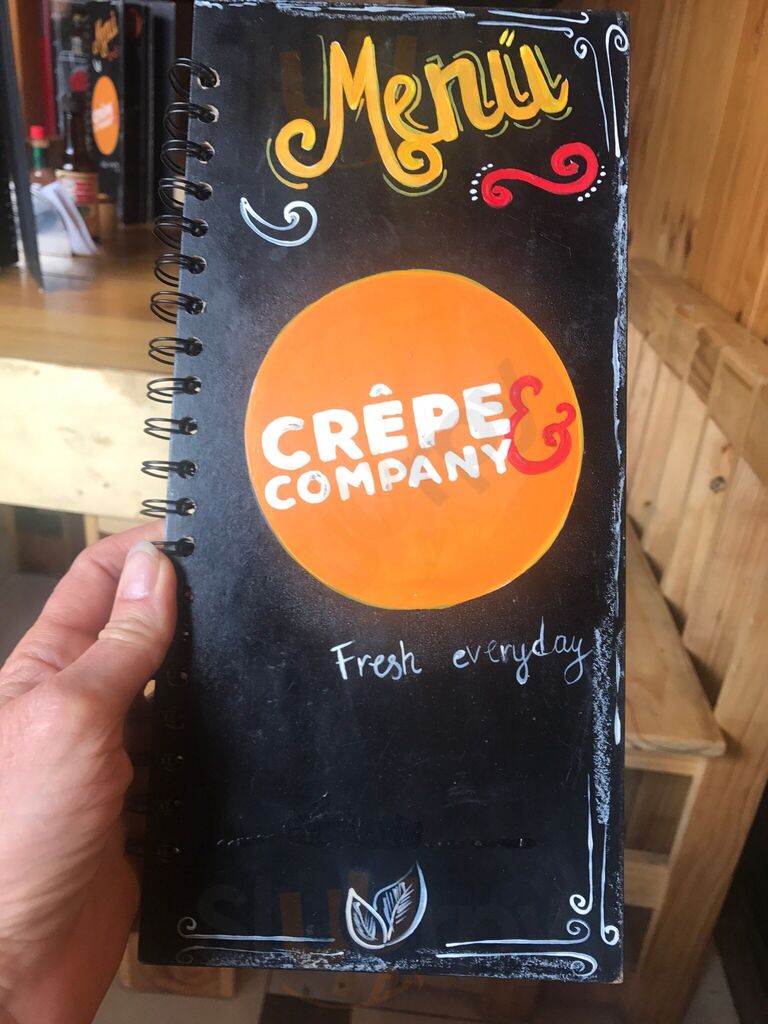 Menü
CRÊPE &
COMPANY
Fresh everyday